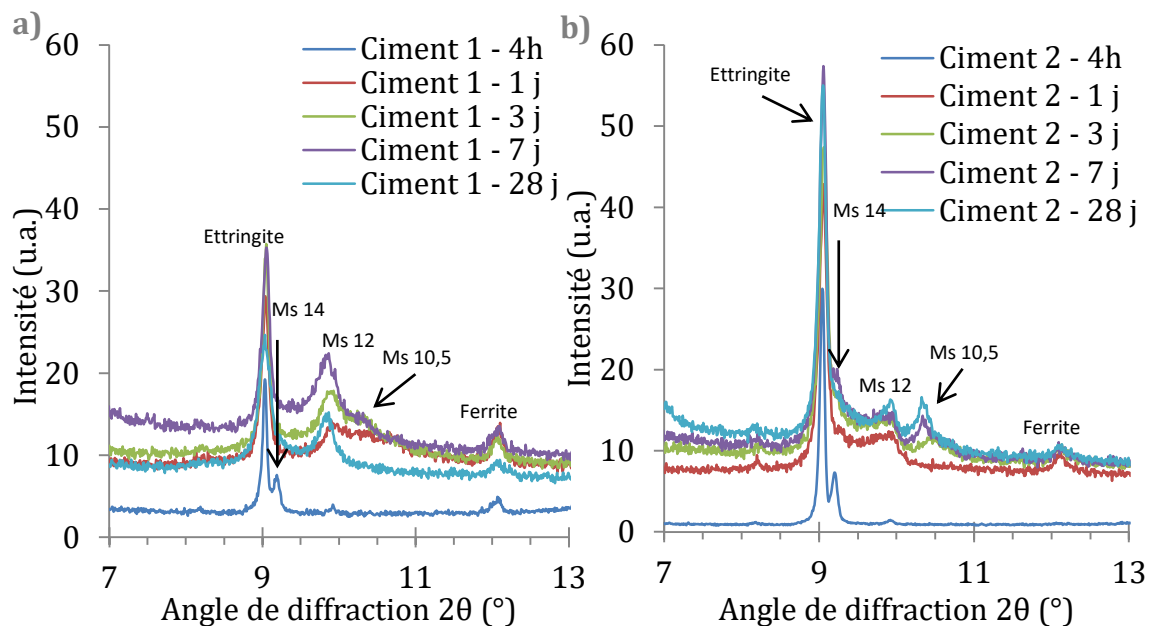 a)
60
50
40
30
20
10
0
Intensité (u.a.)
Ciment 1 - 4h
Ciment 1 - 1 j
Ciment 1 - 3 j
Ciment 1 - 7 j
Ciment 1 - 28 j
Ettringite
Ms 14
Ms 12
Ms 10,5
Ferrite
7 9 11 13
Angle de diffraction 2θ (°)
b)
60
50
40
30
20
10
0
Intensité (u.a.)
Ciment 2 - 4h
Ciment 2 - 1 j
Ciment 2 - 3 j
Ciment 2 - 7 j
Ciment 2 - 28 j
Ettringite
Ms 14
Ms 12
Ms 10,5
Ferrite
7 9 11 13
Angle de diffraction 2θ (°)